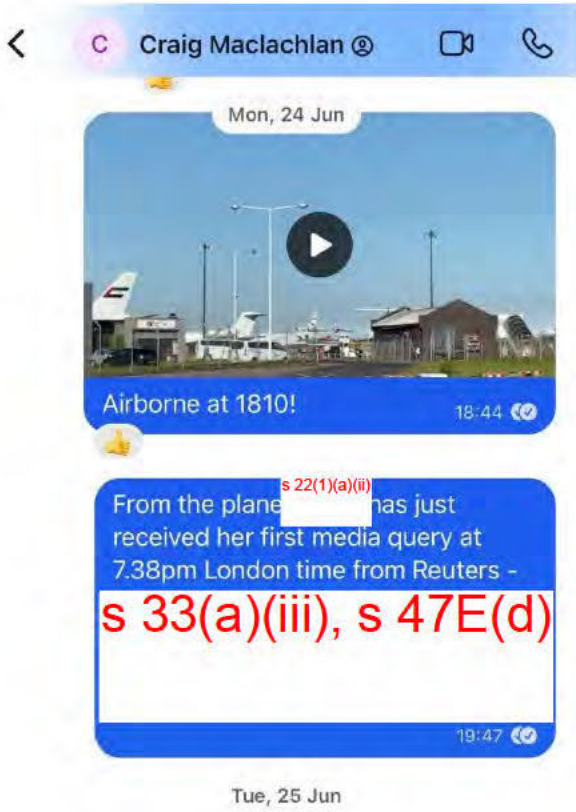 C Craig Maclachlan
Mon, 24 Jun
Airborne at 1810!
18:44
s 22(1)(a)(ii)
From the plane has just
received her first media query at
7.38pm London time from Reuters -
s 33(a)(iii), s 47E(d)
19:47
Tue, 25 Jun